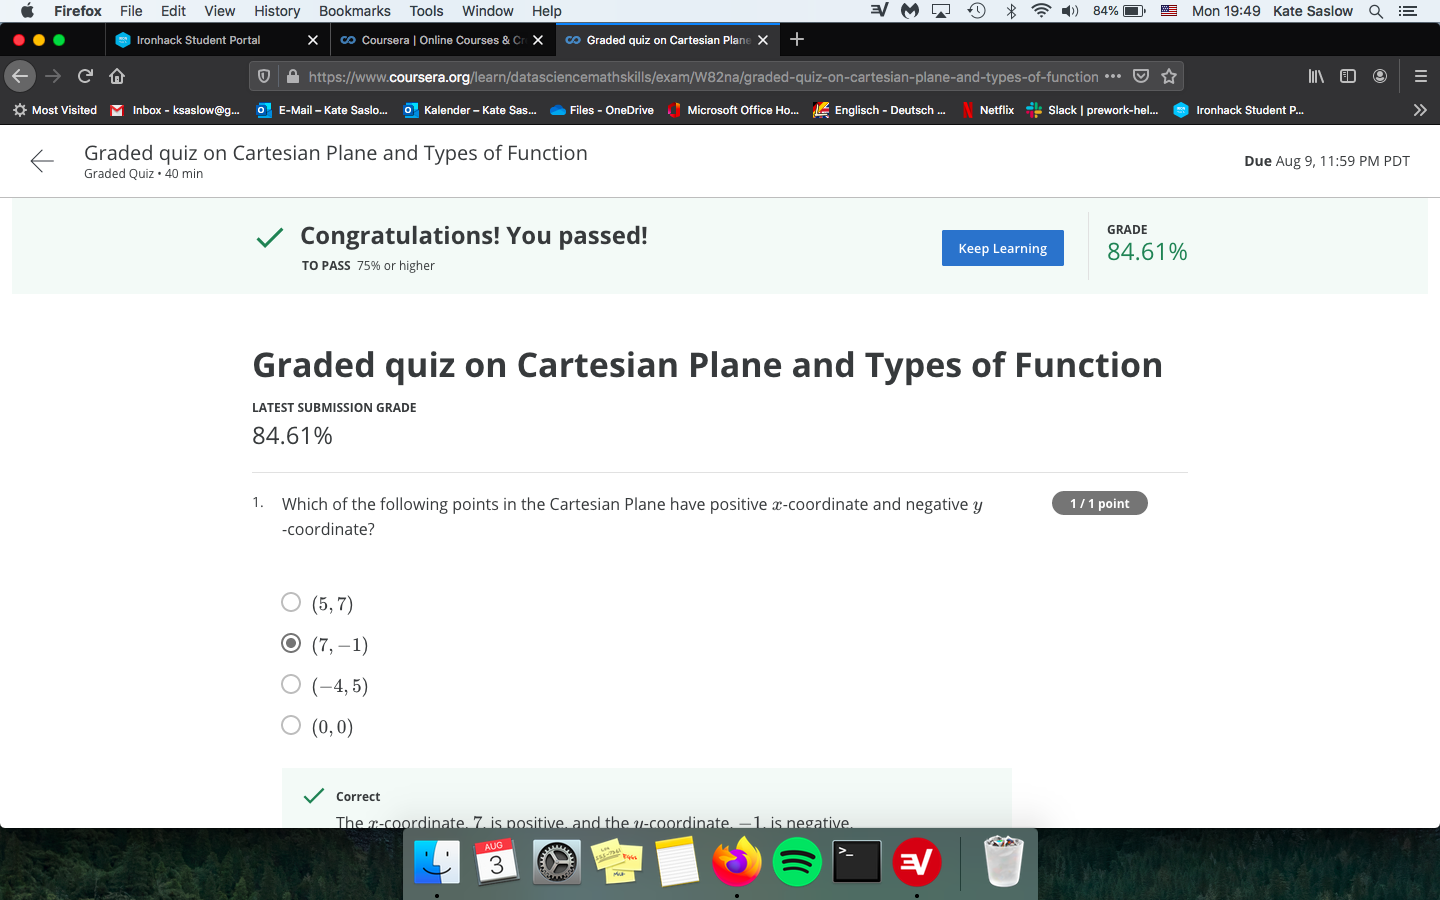 Firefox File Edit View History Bookmarks Tools Window Help 84% Mon 19:49 Kate Saslow
Ironhack Student Portal Coursera | Online Courses & Cr Graded quiz on Cartesian Plane
https://www.coursera.org/learn/datasciencemathskills/exam/W82na/graded-quiz-on-cartesian-plane-and-types-of-function
Most Visited Inbox - ksaslow@g... E-Mail – Kate Saslo... Kalender – Kate Sas... Files - OneDrive Microsoft Office Ho... Englisch - Deutsch ... Netflix Slack | prework-hel... Ironhack Student P...
Graded quiz on Cartesian Plane and Types of Function
Graded Quiz • 40 min
Due Aug 9, 11:59 PM PDT
Congratulations! You passed!
TO PASS 75% or higher
Keep Learning
GRADE
84.61%
Graded quiz on Cartesian Plane and Types of Function
LATEST SUBMISSION GRADE
84.61%
1. Which of the following points in the Cartesian Plane have positive x-coordinate and negative y
-coordinate?
1 / 1 point
(5, 7)
(7, −1)
(−4, 5)
(0, 0)
Correct
The x-coordinate, 7, is positive, and the y-coordinate, −1, is negative.
AUG
3
>_